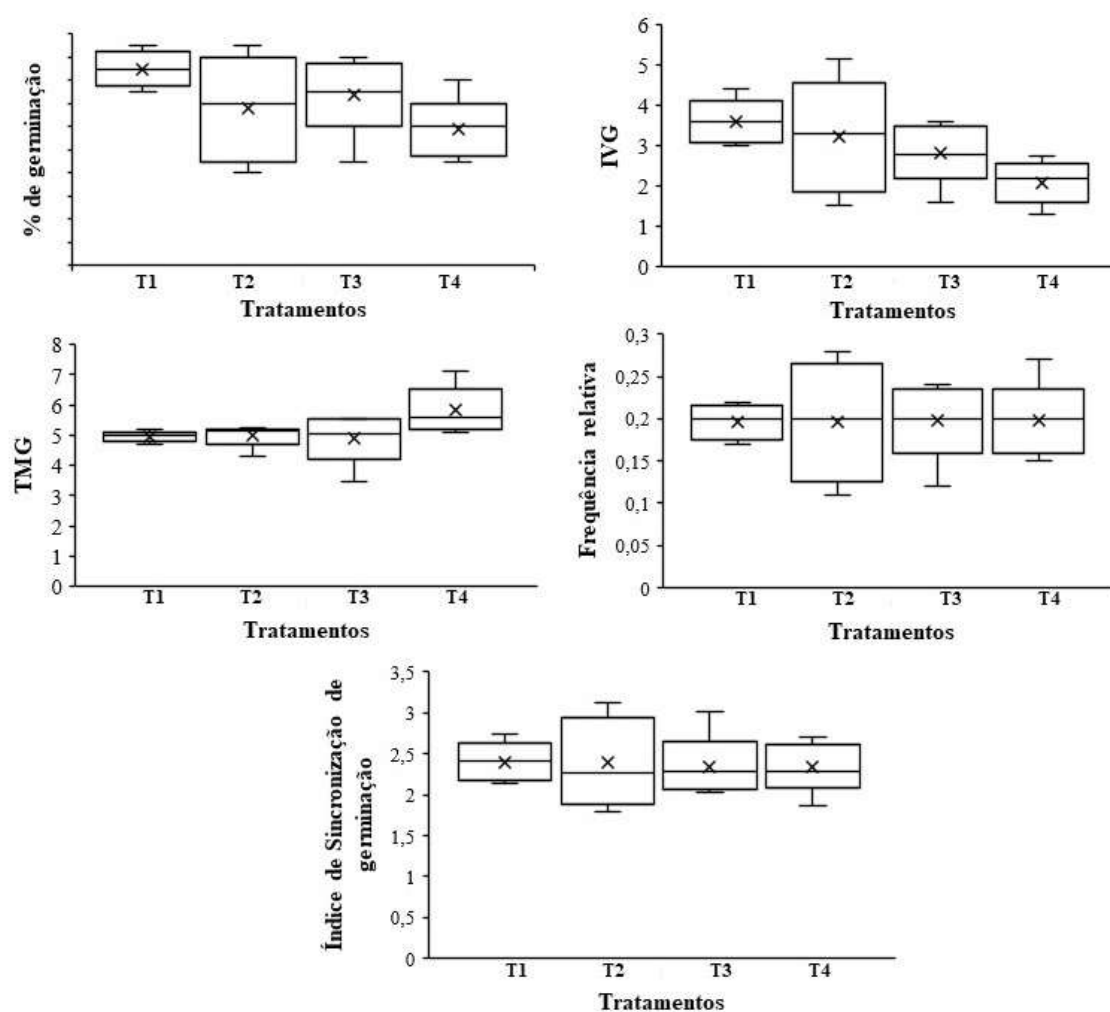 % de germinação
T1 T2 T3 T4
Tratamentos
IVG
6
5
4
3
2
1
0
T1 T2 T3 T4
Tratamentos
TMG
8
7
6
5
4
3
2
1
0
T1 T2 T3 T4
Tratamentos
Frequência relativa
0,3
0,25
0,2
0,15
0,1
0,05
0
T1 T2 T3 T4
Tratamentos
Índice de Sincronização de
germinação
3,5
3
2,5
2
1,5
1
0,5
0
T1 T2 T3 T4
Tratamentos